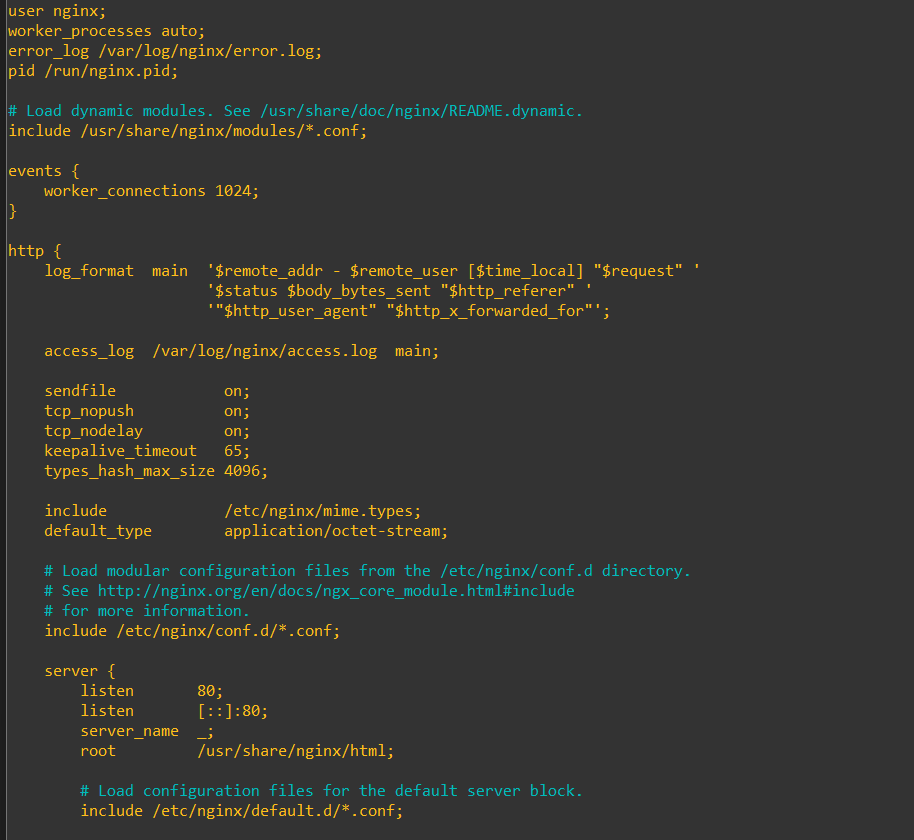 user nginx;
worker_processes auto;
error_log /var/log/nginx/error.log;
pid /run/nginx.pid;

# Load dynamic modules. See /usr/share/doc/nginx/README.dynamic.
include /usr/share/nginx/modules/*.conf;

events {
    worker_connections 1024;
}

http {
    log_format  main  '$remote_addr - $remote_user [$time_local] "$request" '
                      '$status $body_bytes_sent "$http_referer" '
                      '"$http_user_agent" "$http_x_forwarded_for"';

    access_log  /var/log/nginx/access.log  main;

    sendfile            on;
    tcp_nopush          on;
    tcp_nodelay         on;
    keepalive_timeout   65;
    types_hash_max_size 4096;

    include             /etc/nginx/mime.types;
    default_type        application/octet-stream;

    # Load modular configuration files from the /etc/nginx/conf.d directory.
    # See http://nginx.org/en/docs/ngx_core_module.html#include
    # for more information.
    include /etc/nginx/conf.d/*.conf;

    server {
        listen       80;
        listen       [::]:80;
        server_name  _;
        root         /usr/share/nginx/html;

        # Load configuration files for the default server block.
        include /etc/nginx/default.d/*.conf;